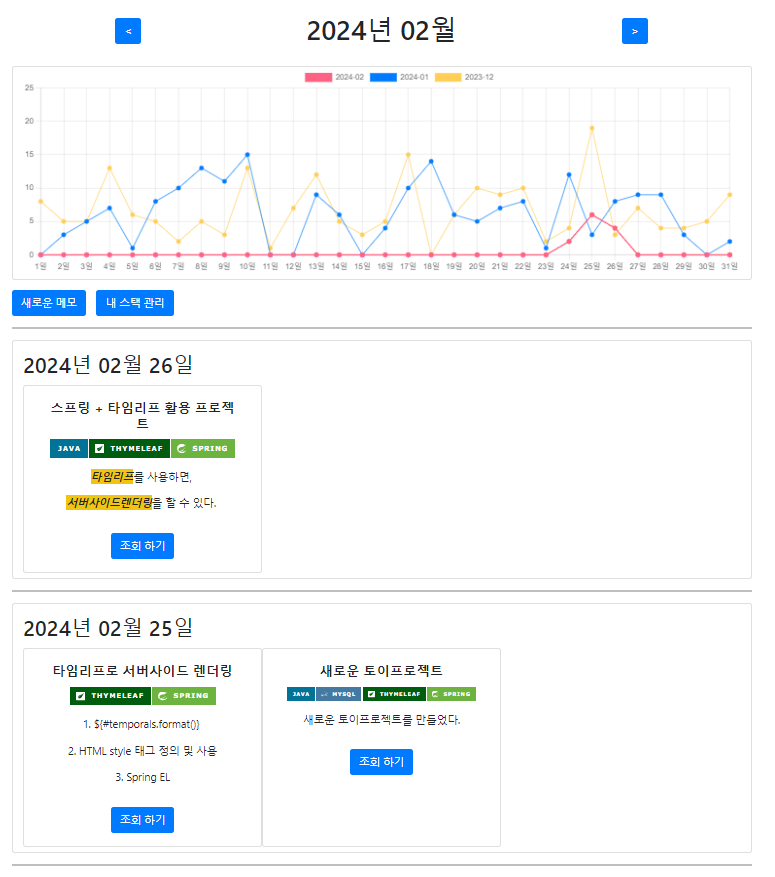 < 2024년 02월 >
2024-02 2024-01 2023-12
25
20
15
10
5
0
1일 2일 3일 4일 5일 6일 7일 8일 9일 10일 11일 12일 13일 14일 15일 16일 17일 18일 19일 20일 21일 22일 23일 24일 25일 26일 27일 28일 29일 30일 31일
새로운 메모 내 스택 관리
2024년 02월 26일
스프링 + 타임리프 활용 프로젝
트
JAVA THYMELEAF SPRING
타임리프를 사용하면,
서버사이드렌더링을 할 수 있다.
조회 하기
2024년 02월 25일
타임리프로 서버사이드 렌더링
THYMELEAF SPRING
1. ${#temporals.format()}
2. HTML style 태그 정의 및 사용
3. Spring EL
조회 하기
새로운 토이프로젝트
JAVA MYSQL THYMELEAF SPRING
새로운 토이프로젝트를 만들었다.
조회 하기